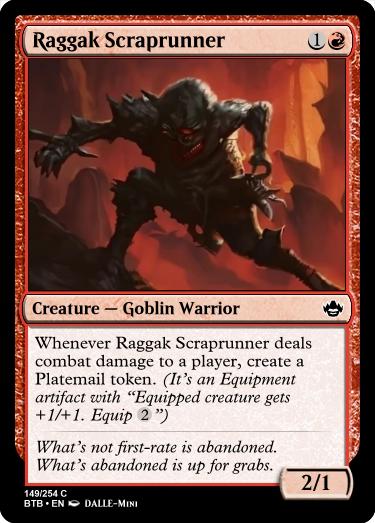 Raggak Scraprunner 1
Creature — Goblin Warrior
Whenever Raggak Scraprunner deals
combat damage to a player, create a
Platemail token. (It's an Equipment
artifact with “Equipped creature gets
+1/+1. Equip 2”)
What's not first-rate is abandoned.
What's abandoned is up for grabs.
2/1
149/254 C
BTB • EN DALLE-Mini